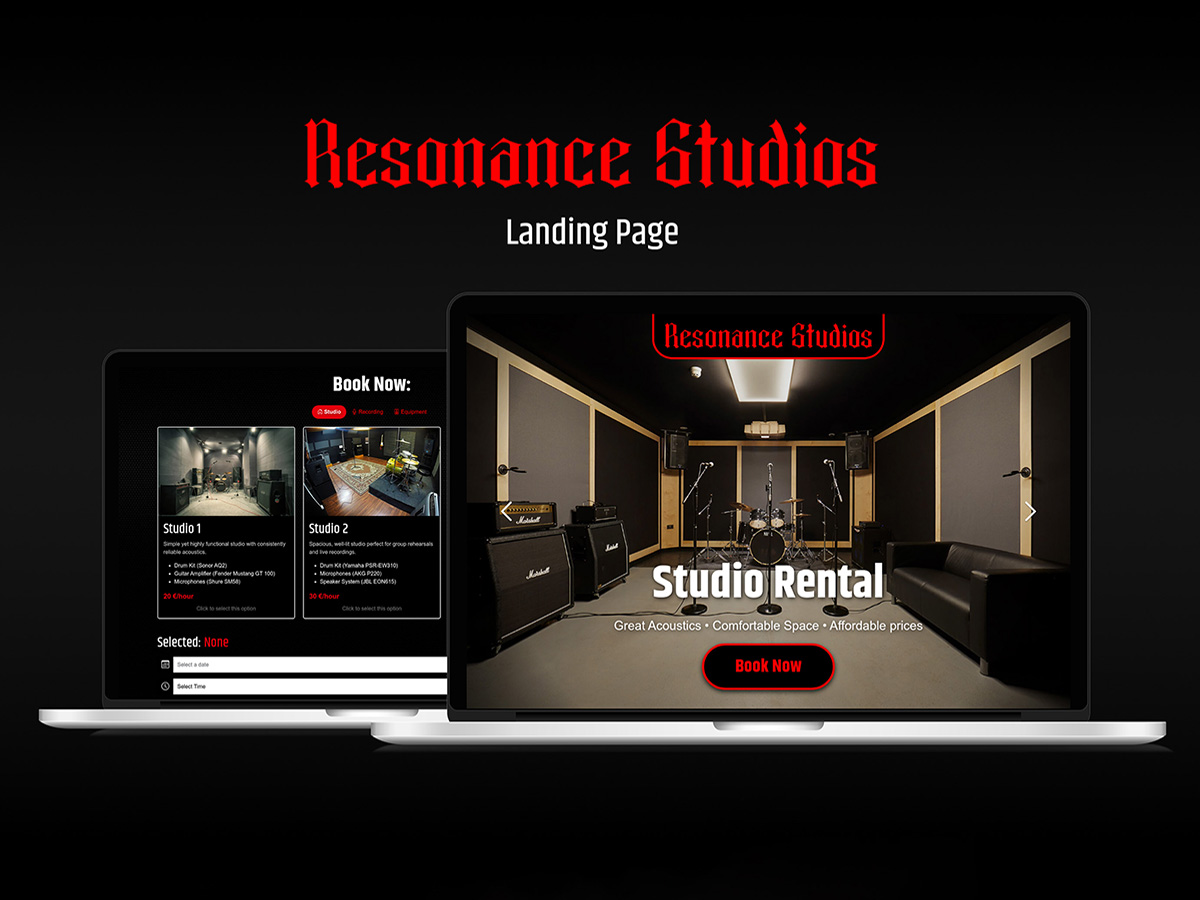 Resonance Studios
Landing Page
Book Now:
Studio
Recording
Equipment
Studio 1
Simple yet highly functional studio with consistently
reliable acoustics.
• Drum Kit (Sonor AQ2)
• Guitar Amplifier (Fender Mustang GT 100)
• Microphones (Shure SM58)
20 €/hour
Click to select this option
Studio 2
Spacious, well-lit studio perfect for group rehearsals
and live recordings.
• Drum Kit (Yamaha PSR/EW310)
• Microphones (AKG P220)
• Speaker System (JBL EON615)
30 €/hour
Click to select this option
Selected: None
Select a date
Select Time
Resonance Studios
Marshall
Marshall
Marshall
Studio Rental
Great Acoustics • Comfortable Space • Affordable prices
Book Now